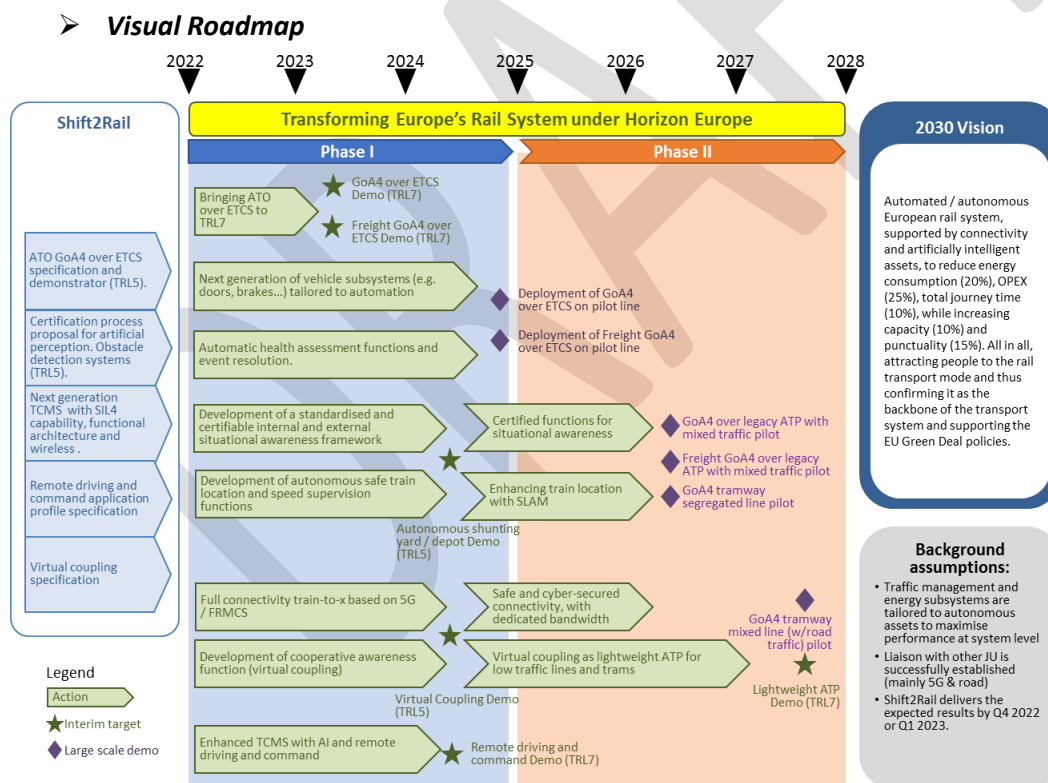 ➢ Visual Roadmap
2022 2023 2024 2025 2026 2027 2028
Shift2Rail
ATO GoA4 over ETCS
specification and
demonstrator (TRL5).
Certification process
proposal for artificial
perception. Obstacle
detection systems
(TRL5).
Next generation
TCMS with SIL4
capability, functional
architecture and
wireless .
Remote driving and
command application
profile specification
Virtual coupling
specification
Transforming Europe's Rail System under Horizon Europe
Phase I
Phase II
Bringing ATO
over ETCS to
TRL7
GoA4 over ETCS
Demo (TRL7)
Freight GoA4 over
ETCS Demo (TRL7)
Next generation of vehicle subsystems (e.g.
doors, brakes...) tailored to automation
Deployment of GoA4
over ETCS on pilot line
Automatic health assessment functions and
event resolution.
Deployment of Freight GoA4
over ETCS on pilot line
Development of a standardised and
certifiable internal and external
situational awareness framework
Certified functions for
situational awareness
GoA4 over legacy ATP with
mixed traffic pilot
Freight GoA4 over legacy
ATP with mixed traffic pilot
Development of autonomous safe train
location and speed supervision
functions
Enhancing train location
with SLAM
GoA4 tramway
segregated line pilot
Autonomous shunting
yard / depot Demo
(TRL5)
Full connectivity train-to-x based on 5G
/ FRMCS
Safe and cyber-secured
connectivity, with
dedicated bandwidth
GoA4 tramway
mixed line (w/road
traffic) pilot
Development of cooperative awareness
function (virtual coupling)
Virtual coupling as lightweight ATP for
low traffic lines and trams
Lightweight ATP
Demo (TRL7)
Virtual Coupling Demo
(TRL5)
Enhanced TCMS with AI and remote
driving and command
Remote driving and
command Demo (TRL7)
Legend
Action
Interim target
Large scale demo
2030 Vision
Automated / autonomous
European rail system,
supported by connectivity
and artificially intelligent
assets, to reduce energy
consumption (20%), OPEX
(25%), total journey time
(10%), while increasing
capacity (10%) and
punctuality (15%). All in all,
attracting people to the rail
transport mode and thus
confirming it as the
backbone of the transport
system and supporting the
EU Green Deal policies.
Background
assumptions:
• Traffic management and
energy subsystems are
tailored to autonomous
assets to maximise
performance at system level
• Liaison with other JU is
successfully established
(mainly 5G & road)
• Shift2Rail delivers the
expected results by Q4 2022
or Q1 2023.